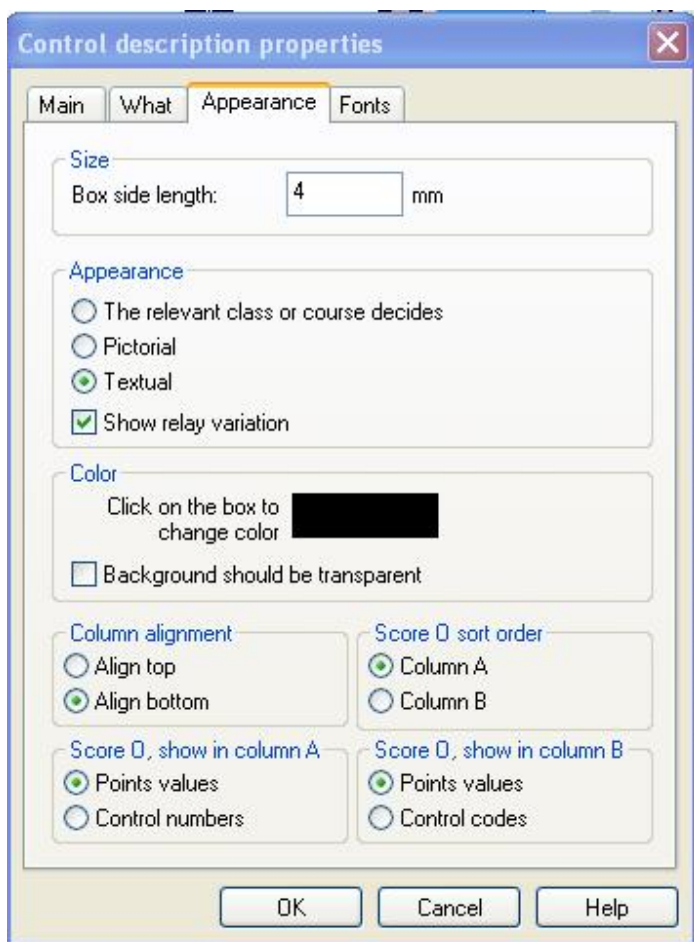 Control description properties
Main What Appearance Fonts
Size
Box side length: 4 mm
Appearance
The relevant class or course decides
Pictorial
Textual
Show relay variation
Color
Click on the box to
change color
Background should be transparent
Column alignment
Align top
Align bottom
Score O sort order
Column A
Column B
Score O, show in column A
Points values
Control numbers
Score O, show in column B
Points values
Control codes
OK Cancel Help